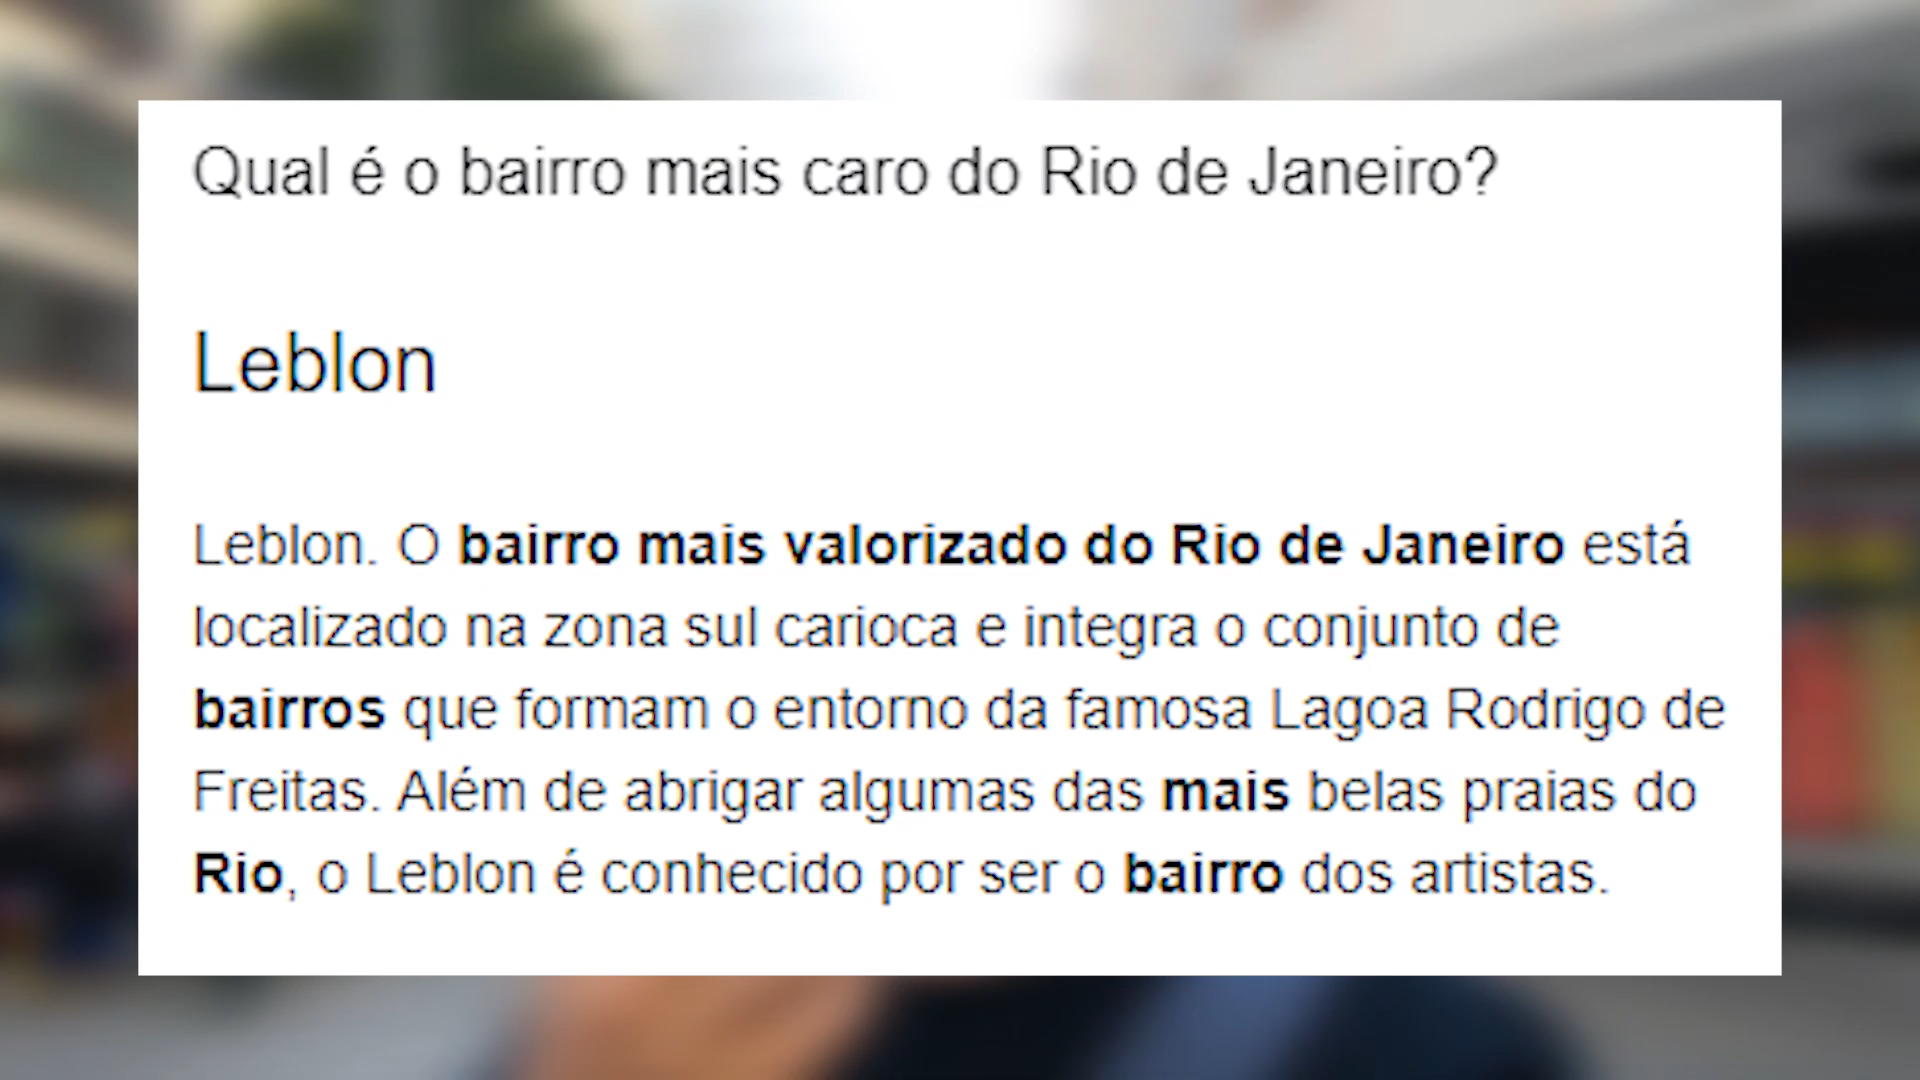 Qual é o bairro mais caro do Rio de Janeiro?
Leblon
Leblon. O bairro mais valorizado do Rio de Janeiro está
localizado na zona sul carioca e integra o conjunto de
bairros que formam o entorno da famosa Lagoa Rodrigo de
Freitas. Além de abrigar algumas das mais belas praias do
Rio, o Leblon é conhecido por ser o bairro dos artistas.